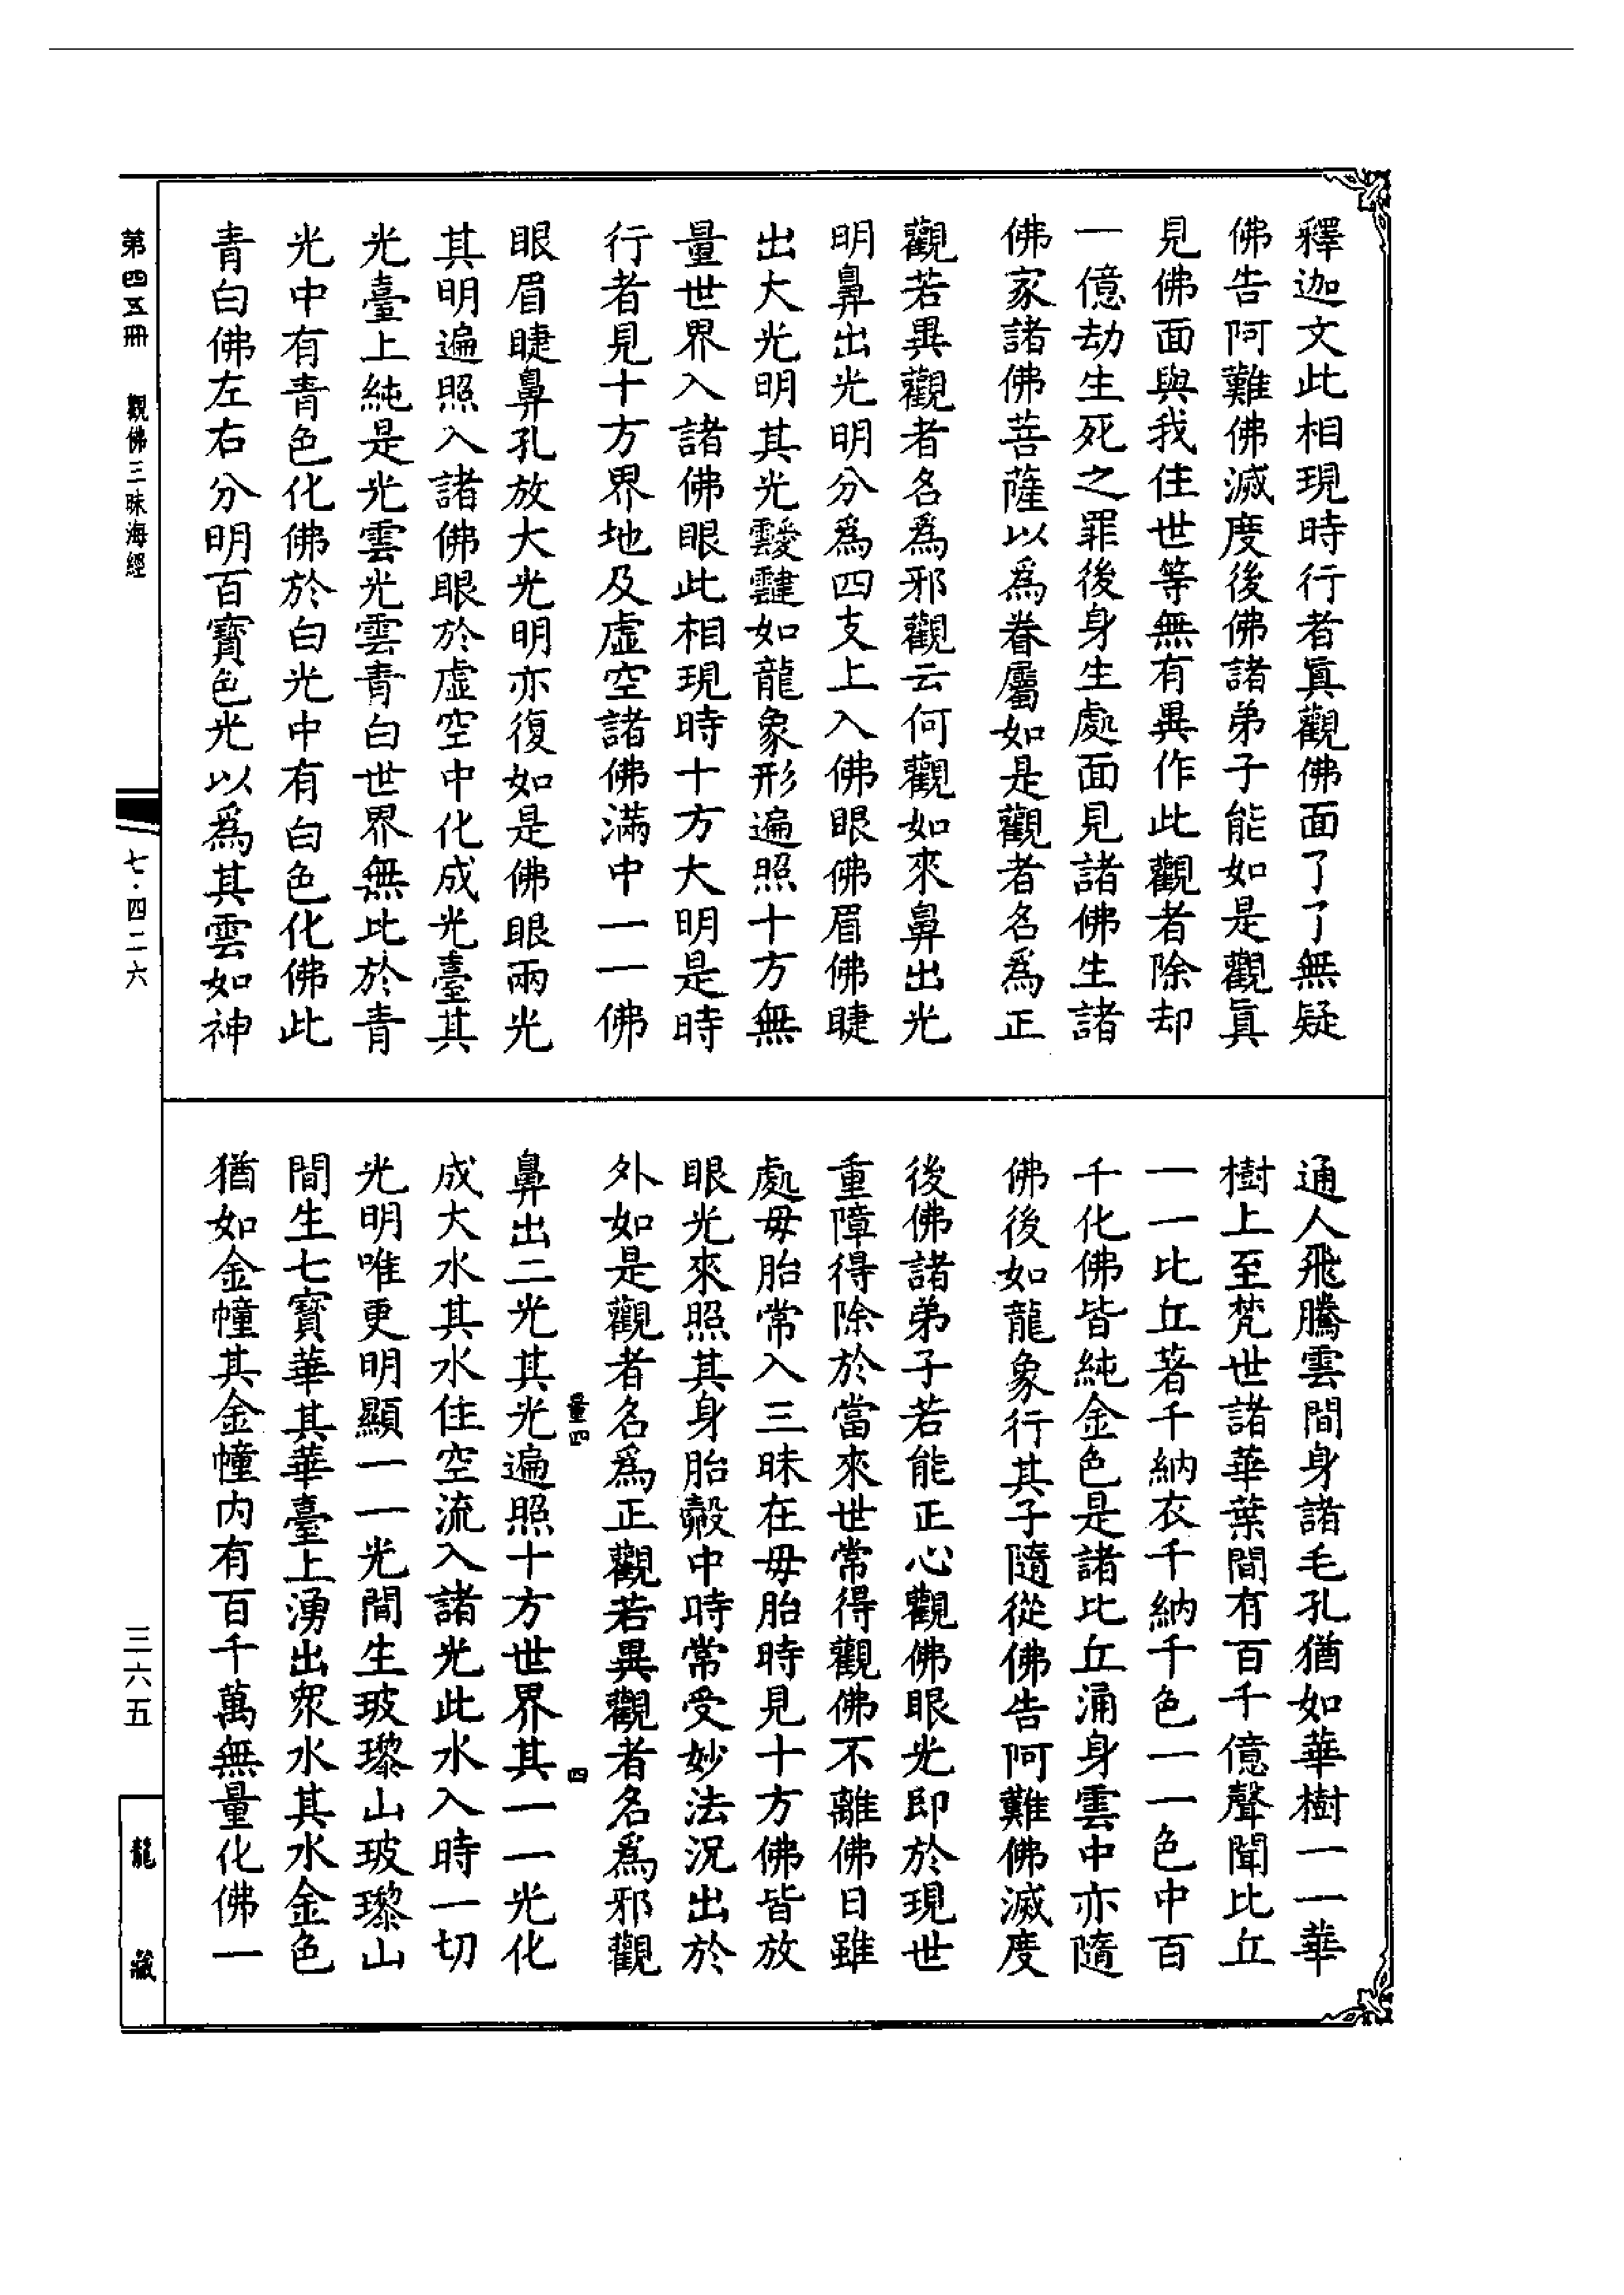 釋迦文此相現時行者眞觀佛面了了無疑
佛告阿難佛滅度後佛諸弟子能如是觀眞
見佛面與我住世等無有異作此觀者除却
一億劫生死之罪後身生處面見諸佛生諸
佛家諸佛菩薩以爲眷屬如是觀者名爲正
觀若異觀者名爲邪觀云何觀如來鼻出光
明鼻出光明分爲四支上入佛眼佛眉佛睫
出大光明其光靉靆如龍象形遍照十方無
量世界入諸佛眼此相現時十方大明是時
行者見十方界地及虛空諸佛滿中一一佛
眼眉睫鼻孔放大光明亦復如是佛眼兩光
其明遍照入諸佛眼於虛空中化成光臺其
光臺上純是光雲光雲青白世界無比於青
光中有青色化佛於白光中有白色化佛此
青白佛左右分明百寶色光以爲其雲如神
通人飛騰雲間身諸毛孔猶如華樹一一華
樹上至梵世諸華葉間有百千億聲聞比丘
一一比丘著千納衣千納千色一一色中百
千化佛皆純金色是諸比丘涌身雲中亦隨
佛後如龍象行其子隨從佛告阿難佛滅度
後佛諸弟子若能正心觀佛眼光即於現世
重障得除於當來世常得觀佛不離佛日雖
處母胎常入三昧在母胎時見十方佛皆放
眼光來照其身胎㲉中時常受妙法況出於
外如是觀者名爲正觀若異觀者名爲邪觀
量四
四
鼻出二光其光遍照十方世界其一一光化
成大水其水住空流入諸光此水入時一切
光明唯更明顯一一光間生玻瓈山玻瓈山
間生七寶華其華臺上湧出衆水其水金色
猶如金幢其金幢內有百千萬無量化佛一
第四五冊 觀佛三昧海經
七·四二六
三六五
龍藏